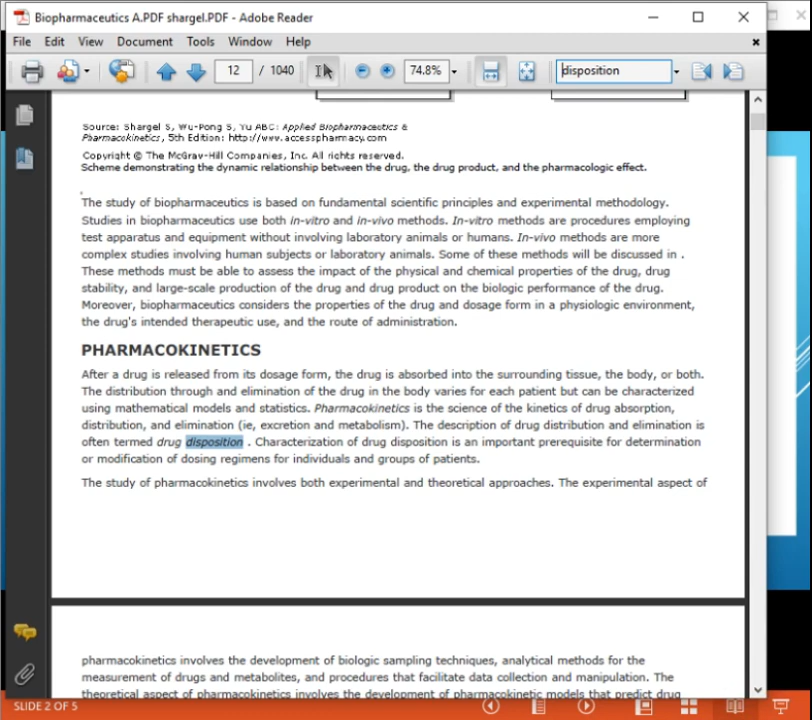 Biopharmaceutics A.PDF shargel.PDF - Adobe Reader
File Edit View Document Tools Window Help
12 / 1040 74.8% disposition
Source: Shargel S, Wu-Pong S, Yu ABC: Applied Biopharmaceutics &
Pharmacokinetics, 5th Edition: http://www.accesspharmacy.com
Copyright © The McGraw-Hill Companies, Inc. All rights reserved.
Scheme demonstrating the dynamic relationship between the drug, the drug product, and the pharmacologic effect.
.
The study of biopharmaceutics is based on fundamental scientific principles and experimental methodology.
Studies in biopharmaceutics use both in-vitro and in-vivo methods. In-vitro methods are procedures employing
test apparatus and equipment without involving laboratory animals or humans. In-vivo methods are more
complex studies involving human subjects or laboratory animals. Some of these methods will be discussed in .
These methods must be able to assess the impact of the physical and chemical properties of the drug, drug
stability, and large-scale production of the drug and drug product on the biologic performance of the drug.
Moreover, biopharmaceutics considers the properties of the drug and dosage form in a physiologic environment,
the drug's intended therapeutic use, and the route of administration.
PHARMACOKINETICS
After a drug is released from its dosage form, the drug is absorbed into the surrounding tissue, the body, or both.
The distribution through and elimination of the drug in the body varies for each patient but can be characterized
using mathematical models and statistics. Pharmacokinetics is the science of the kinetics of drug absorption,
distribution, and elimination (ie, excretion and metabolism). The description of drug distribution and elimination is
often termed drug disposition . Characterization of drug disposition is an important prerequisite for determination
or modification of dosing regimens for individuals and groups of patients.
The study of pharmacokinetics involves both experimental and theoretical approaches. The experimental aspect of
pharmacokinetics involves the development of biologic sampling techniques, analytical methods for the
measurement of drugs and metabolites, and procedures that facilitate data collection and manipulation. The
theoretical aspect of pharmacokinetics involves the development of pharmacokinetic models that predict drug
SLIDE 2 OF 5